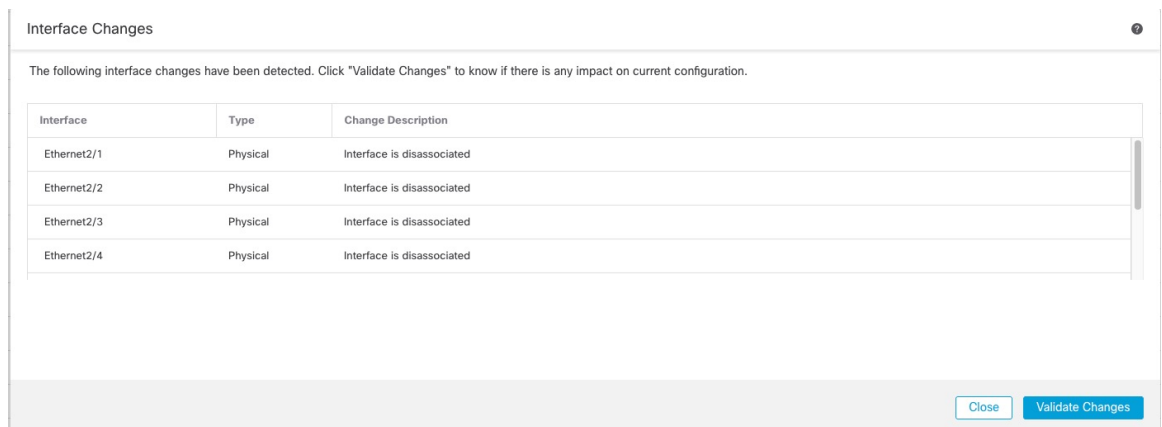 Interface Changes
?
The following interface changes have been detected. Click "Validate Changes" to know if there is any impact on current configuration.
Interface Type Change Description
Ethernet2/1 Physical Interface is disassociated
Ethernet2/2 Physical Interface is disassociated
Ethernet2/3 Physical Interface is disassociated
Ethernet2/4 Physical Interface is disassociated
Close Validate Changes